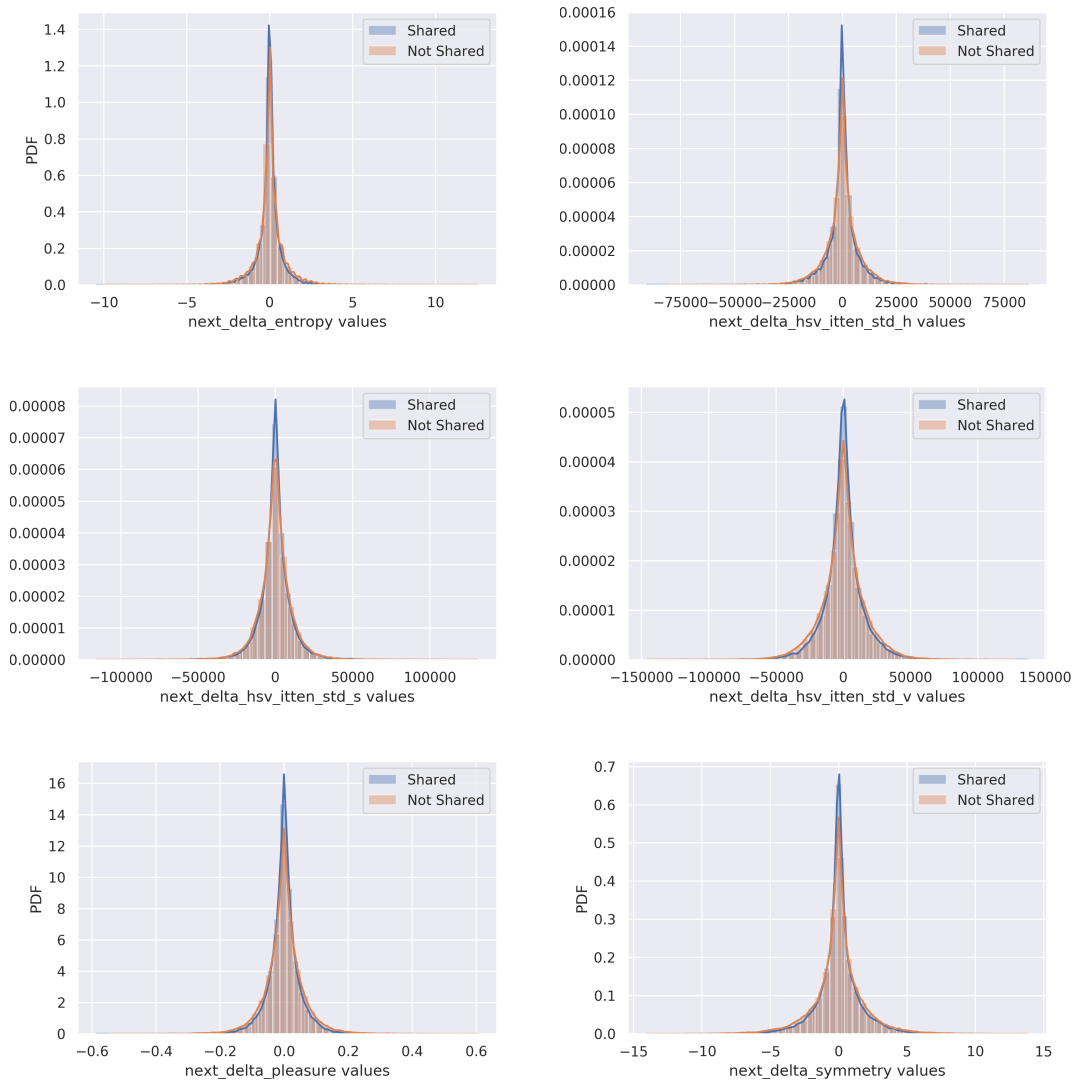 1.4
1.2
1.0
0.8
0.6
0.4
0.2
0.0
PDF
Shared
Not Shared
−10 −5 0 5 10
next_delta_entropy values
0.00016
0.00014
0.00012
0.00010
0.00008
0.00006
0.00004
0.00002
0.00000
Shared
Not Shared
−75000 −50000 −25000 0 25000 50000 75000
next_delta_hsv_itten_std_h values
0.00008
0.00007
0.00006
0.00005
0.00004
0.00003
0.00002
0.00001
0.00000
Shared
Not Shared
−100000 −50000 0 50000 100000
next_delta_hsv_itten_std_s values
0.00005
0.00004
0.00003
0.00002
0.00001
0.00000
Shared
Not Shared
−150000 −100000 −50000 0 50000 100000 150000
next_delta_hsv_itten_std_v values
16
14
12
10
8
6
4
2
0
PDF
Shared
Not Shared
−0.6 −0.4 −0.2 0.0 0.2 0.4 0.6
next_delta_pleasure values
0.7
0.6
0.5
0.4
0.3
0.2
0.1
0.0
PDF
Shared
Not Shared
−15 −10 −5 0 5 10 15
next_delta_symmetry values